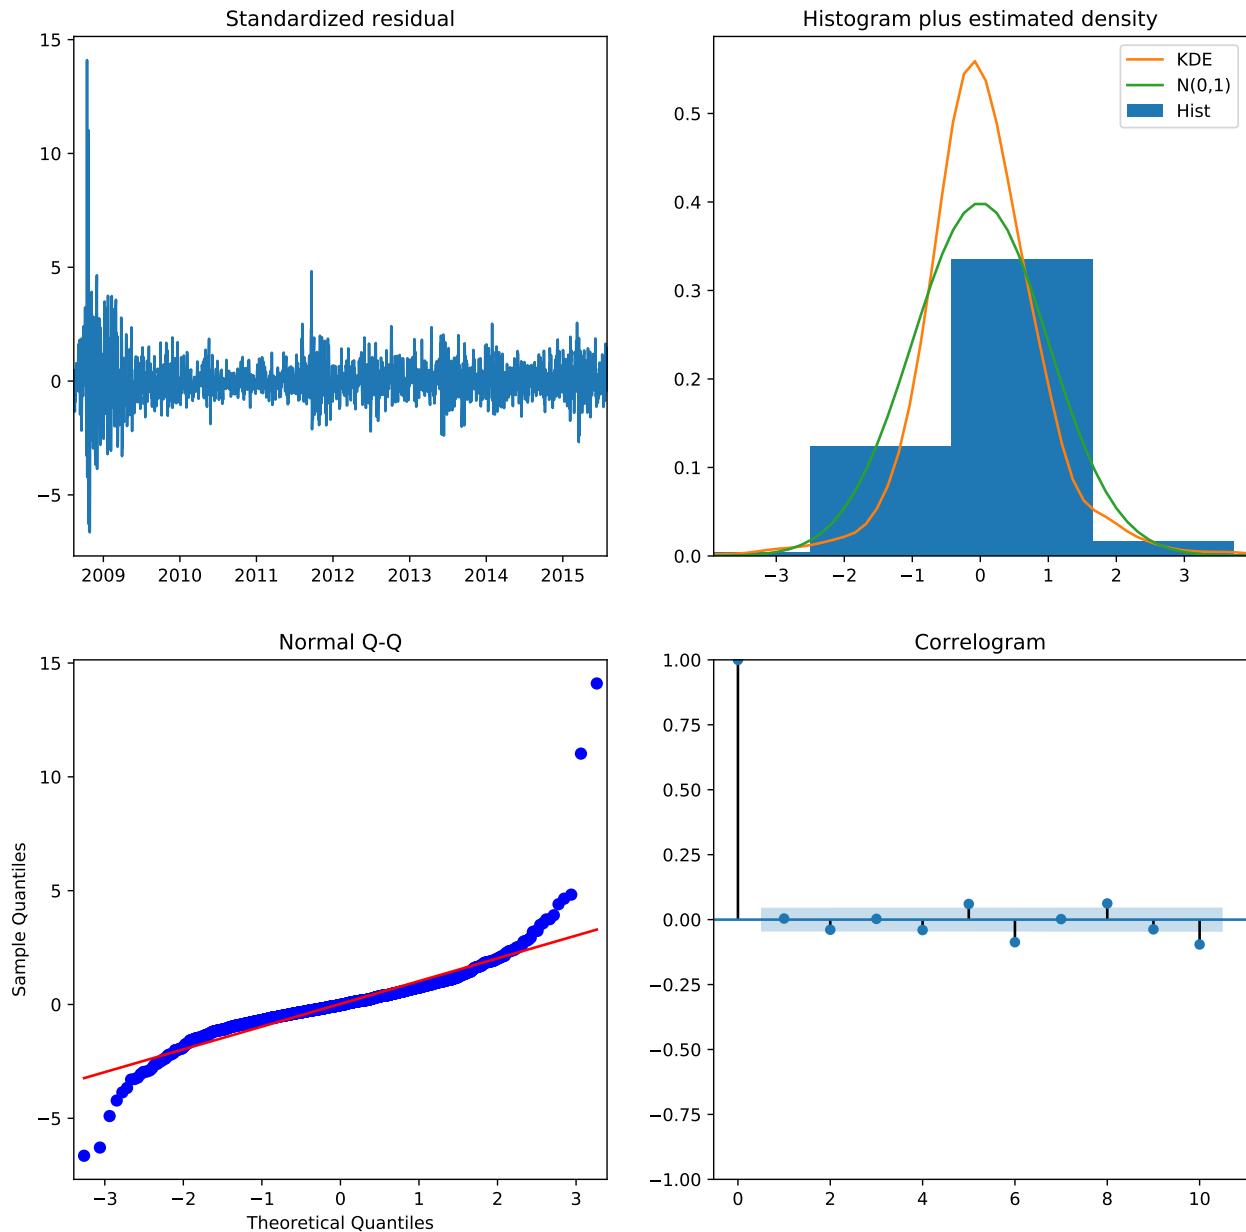 Standardized residual
15
10
5
0
−5
2009 2010 2011 2012 2013 2014 2015
Histogram plus estimated density
KDE
N(0,1)
Hist
0.5
0.4
0.3
0.2
0.1
0.0
−3 −2 −1 0 1 2 3
Normal Q-Q
15
10
5
0
−5
Sample Quantiles
−3 −2 −1 0 1 2 3
Theoretical Quantiles
Correlogram
1.00
0.75
0.50
0.25
0.00
−0.25
−0.50
−0.75
−1.00
0 2 4 6 8 10